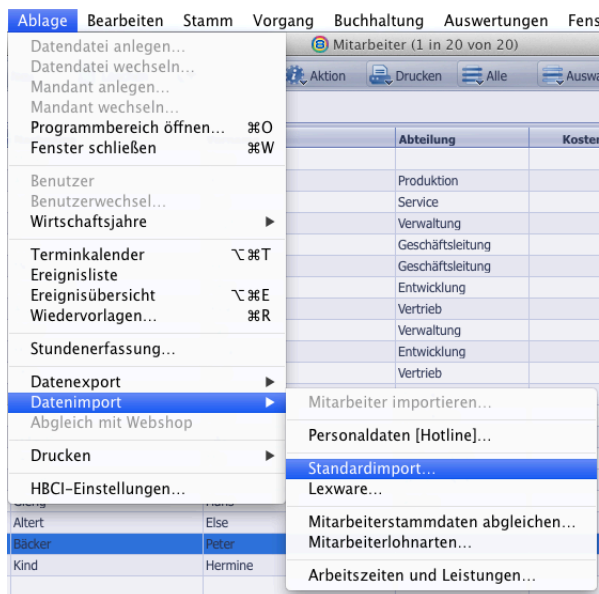 Ablage Bearbeiten Stamm Vorgang Buchhaltung Auswertungen Fens
Mitarbeiter (1 in 20 von 20)
Aktion Drucken Alle Auswa
Abteilung Kosten
Produktion
Service
Verwaltung
Geschäftsleitung
Geschäftsleitung
Entwicklung
Vertrieb
Verwaltung
Entwicklung
Vertrieb
Datendatei anlegen...
Datendatei wechseln...
Mandant anlegen...
Mandant wechseln...
Programmbereich öffnen... ⌘O
Fenster schließen ⌘W
Benutzer
Benutzerwechsel...
Wirtschaftsjahre ▶
Terminkalender ⌥⌘T
Ereignisliste
Ereignisübersicht ⌥⌘E
Wiedervorlagen... ⌘R
Stundenerfassung...
Datenexport ▶
Datenimport ▶
Abgleich mit Webshop
Drucken ▶
HBCI-Einstellungen...
Mitarbeiter importieren...
Personaldaten [Hotline]...
Standardimport...
Lexware...
Mitarbeiterstammdaten abgleichen...
Mitarbeiterlohnarten...
Arbeitszeiten und Leistungen...
Altert Else
Bäcker Peter
Kind Hermine